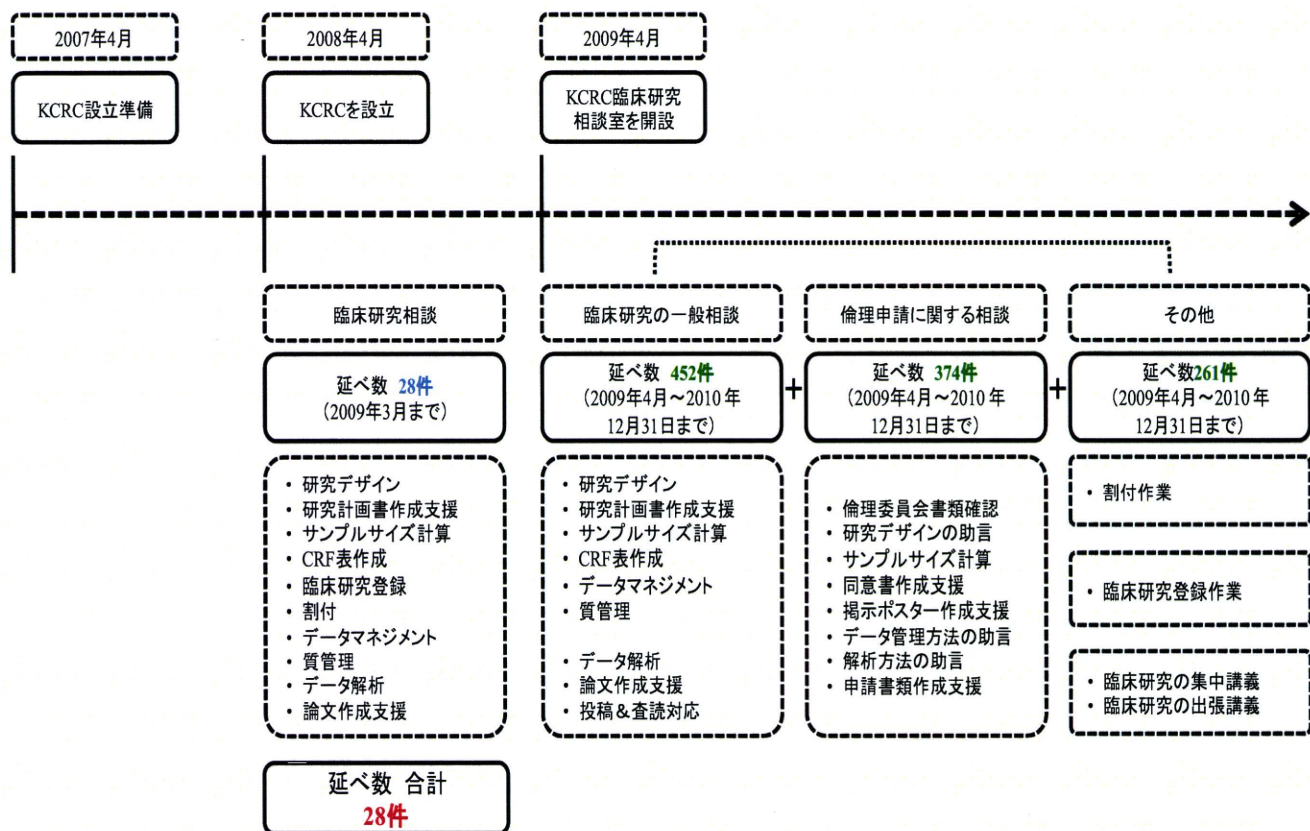 2007年4月
KCRC設立準備
2008年4月
KCRCを設立
2009年4月
KCRC臨床研究
相談室を開設
臨床研究相談
延べ数 28件
(2009年3月まで)
・ 研究デザイン
・ 研究計画書作成支援
・ サンプルサイズ計算
・ CRF表作成
・ 臨床研究登録
・ 割付
・ データマネジメント
・ 質管理
・ データ解析
・ 論文作成支援
延べ数 合計
28件
臨床研究の一般相談
延べ数 452件
(2009年4月～2010年
12月31日まで)
・ 研究デザイン
・ 研究計画書作成支援
・ サンプルサイズ計算
・ CRF表作成
・ データマネジメント
・ 質管理
・ データ解析
・ 論文作成支援
・ 投稿＆査読対応
+
倫理申請に関する相談
延べ数 374件
(2009年4月～2010年
12月31日まで)
・ 倫理委員会書類確認
・ 研究デザインの助言
・ サンプルサイズ計算
・ 同意書作成支援
・ 掲示ポスター作成支援
・ データ管理方法の助言
・ 解析方法の助言
・ 申請書類作成支援
+
その他
延べ数261件
(2009年4月～2010年
12月31日まで)
・ 割付作業
・ 臨床研究登録作業
・ 臨床研究の集中講義
・ 臨床研究の出張講義